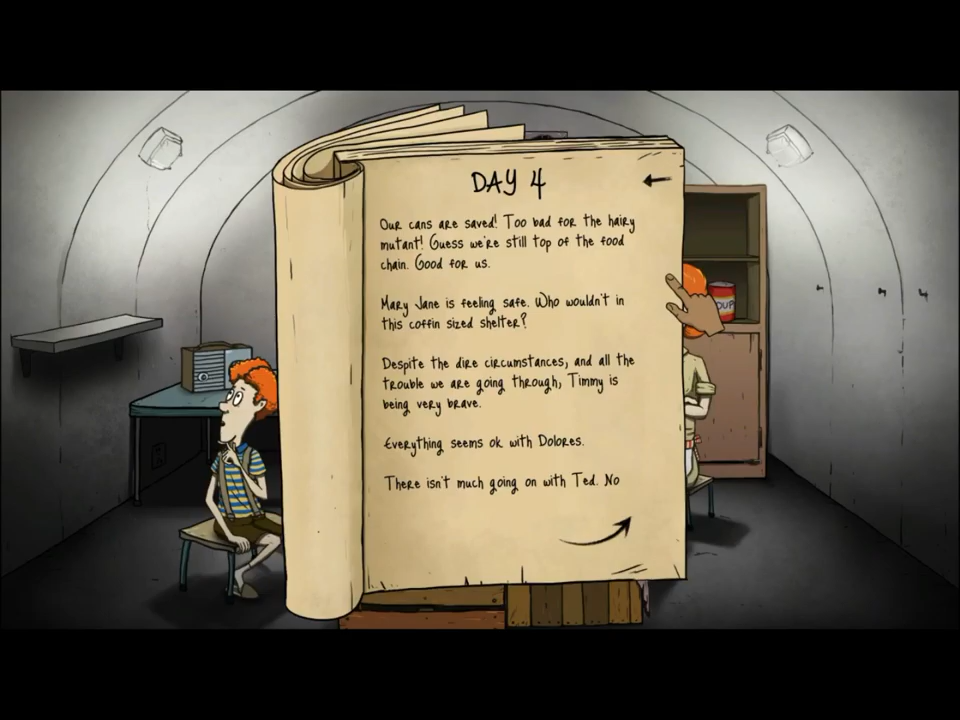 DAY 4
Our cans are saved! Too bad for the hairy
mutant! Guess we're still top of the food
chain. Good for us.
Mary Jane is feeling safe. Who wouldn't in
this coffin sized shelter?
Despite the dire circumstances, and all the
trouble we are going through, Timmy is
being very brave.
Everything seems ok with Dolores.
There isn't much going on with Ted. No
OUP